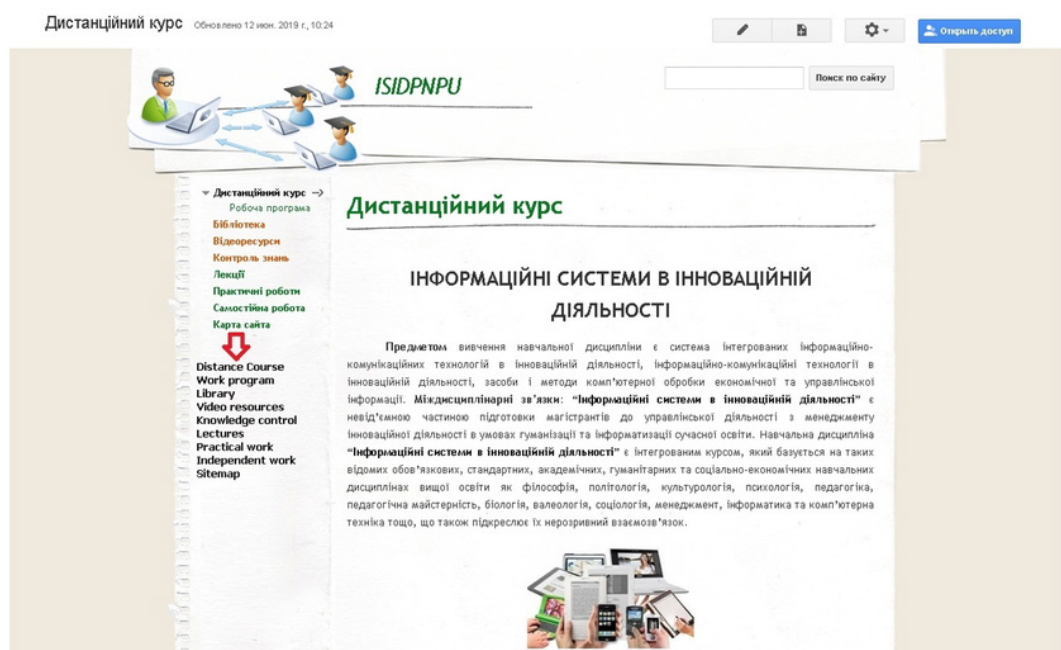 Дистанційний курс Обновлено 12 июн. 2019 г., 10:24
Открыть доступ
ISIDPNPU
Поиск по сайту
Дистанційний курс
Робоча програма
Бібліотека
Відеоресурси
Контроль знань
Лекції
Практичні роботи
Самостійна робота
Карта сайта
Distance Course
Work program
Library
Video resources
Knowledge control
Lectures
Practical work
Independent work
Sitemap
Дистанційний курс
ІНФОРМАЦІЙНІ СИСТЕМИ В ІННОВАЦІЙНІЙ
ДІЯЛЬНОСТІ
Предметом вивчення навчальної дисципліни є система інтегрованих інформаційно-
комунікаційних технологій в інноваційній діяльності, інформаційно-комунікаційні технології в
інноваційній діяльності, засоби і методи комп'ютерної обробки економічної та управлінської
інформації. Міждисциплінарні зв'язки: "Інформаційні системи в інноваційній діяльності" є
невід'ємною частиною підготовки магістрантів до управлінської діяльності з менеджменту
інноваційної діяльності в умовах гуманізації та інформатизації сучасної освіти. Навчальна дисципліна
"Інформаційні системи в інноваційній діяльності" є інтегрованим курсом, який базується на таких
відомих обов'язкових, стандартних, академічних, гуманітарних та соціально-економічних навчальних
дисциплінах вищої освіти як філософія, політологія, культурологія, психологія, педагогіка,
педагогічна майстерність, біологія, валеологія, соціологія, менеджмент, інформатика та комп'ютерна
техніка тощо, що також підкреслює їх нерозривний взаємозв'язок.